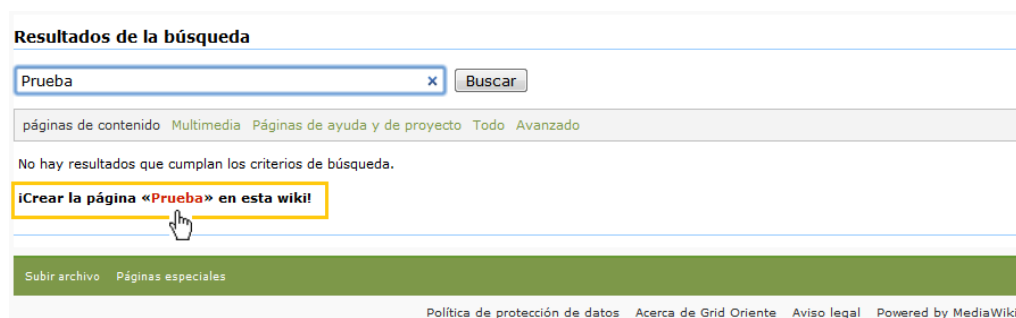 Resultados de la búsqueda
Prueba × Buscar
páginas de contenido Multimedia Páginas de ayuda y de proyecto Todo Avanzado
No hay resultados que cumplan los criterios de búsqueda.
¡Crear la página «Prueba» en esta wiki!
Subir archivo Páginas especiales
Política de protección de datos Acerca de Grid Oriente Aviso legal Powered by MediaWiki